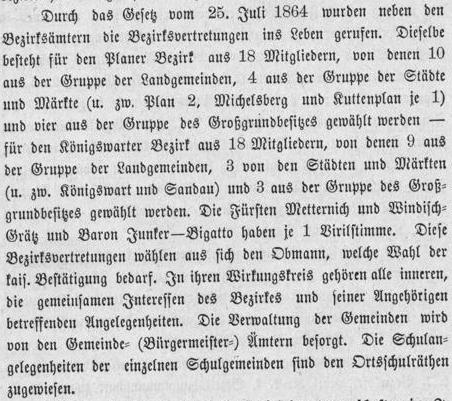 Durch das Gesetz vom 25. Juli 1864 wurden neben den
Bezirksämtern die Bezirksvertretungen ins Leben gerufen. Dieselbe
besteht für den Planer Bezirk aus 18 Mitgliedern, von denen 10
aus der Gruppe der Landgemeinden, 4 aus der Gruppe der Städte
und Märkte (u. zw. Plan 2, Michelsberg und Kuttenplan je 1)
und vier aus der Gruppe des Großgrundbesitzes gewählt werden —
für den Königswarter Bezirk aus 18 Mitgliedern, von denen 9 aus
der Gruppe der Landgemeinden, 3 von den Städten und Märkten
(u. zw. Königswart und Sandau) und 3 aus der Gruppe des Groß-
grundbesitzes gewählt werden. Die Fürsten Metternich und Windisch-
Grätz und Baron Junker—Bigatto haben je 1 Virilstimme. Diese
Bezirksvertretungen wählen aus sich den Obmann, welche Wahl der
kais. Bestätigung bedarf. In ihren Wirkungskreis gehören alle inneren,
die gemeinsamen Interessen des Bezirkes und seiner Angehörigen
betreffenden Angelegenheiten. Die Verwaltung der Gemeinden wird
von den Gemeinde- (Bürgermeister-) Ämtern besorgt. Die Schulan-
gelegenheiten der einzelnen Schulgemeinden sind den Ortsschulräthen
zugewiesen.